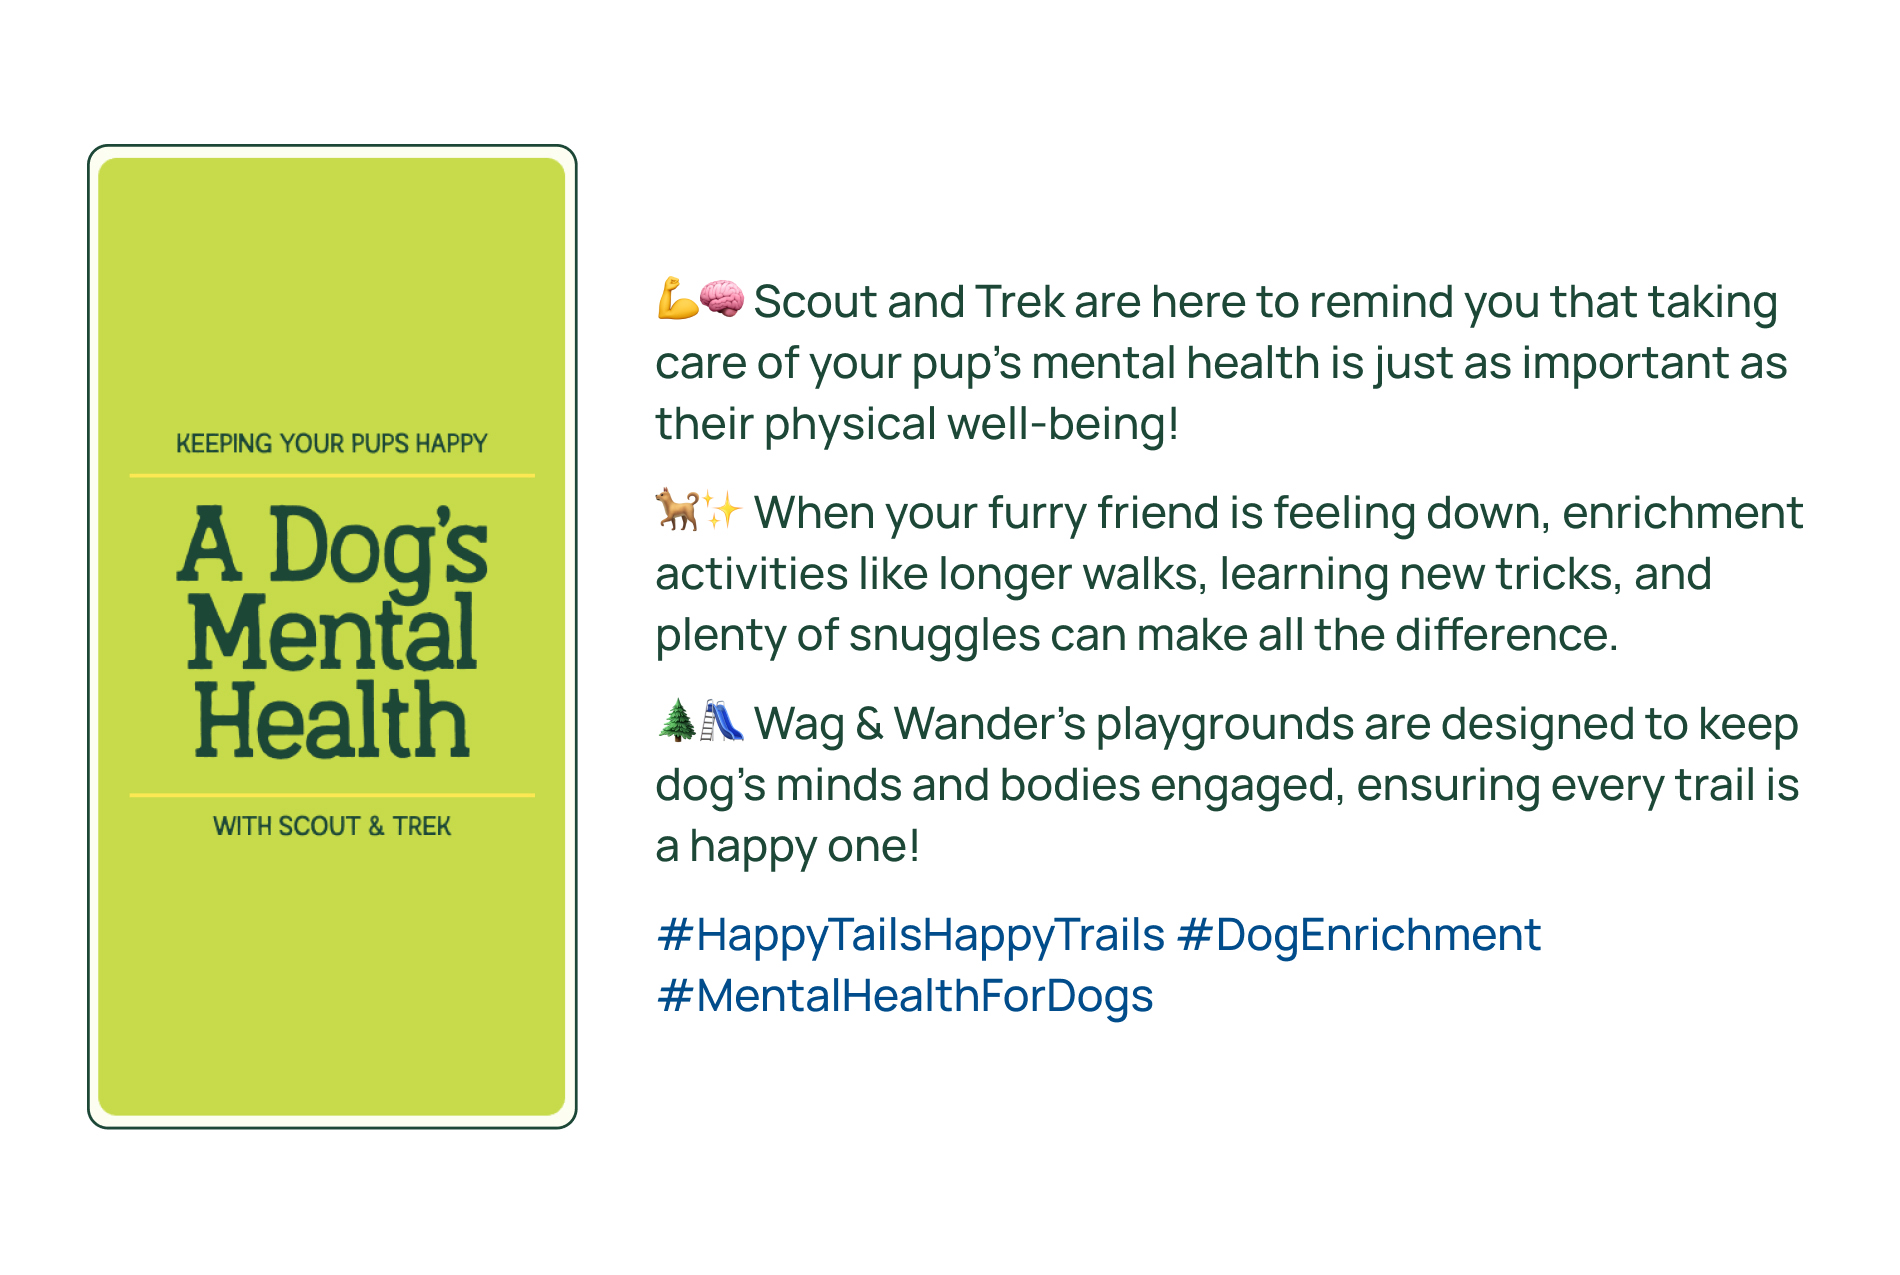 KEEPING YOUR PUPS HAPPY
A Dog’s
Mental
Health
WITH SCOUT & TREK
💪🧠 Scout and Trek are here to remind you that taking
care of your pup’s mental health is just as important as
their physical well-being!
🐕✨ When your furry friend is feeling down, enrichment
activities like longer walks, learning new tricks, and
plenty of snuggles can make all the difference.
🌲🛝 Wag & Wander’s playgrounds are designed to keep
dog’s minds and bodies engaged, ensuring every trail is
a happy one!
#HappyTailsHappyTrails #DogEnrichment
#MentalHealthForDogs